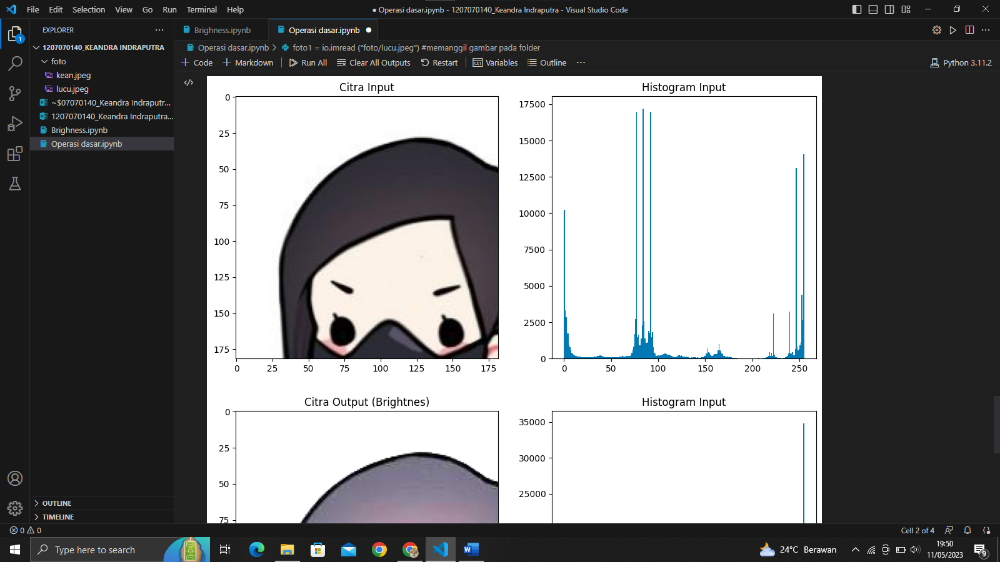 File Edit Selection View Go Run Terminal Help
● Operasi dasar.ipynb - 1207070140_Keandra Indraputra - Visual Studio Code
EXPLORER
1207070140_KEANDRA INDRAPUTRA
foto
kean.jpeg
lucu.jpeg
~$07070140_Keandra Indraputr...
1207070140_Keandra Indraputra...
Brighness.ipynb
Operasi dasar.ipynb
OUTLINE
TIMELINE
1
Brighness.ipynb Operasi dasar.ipynb
Operasi dasar.ipynb > foto1 = io.imread ("foto/lucu.jpeg") #memanggil gambar pada folder
+ Code + Markdown Run All Clear All Outputs Restart Variables Outline ...
Python 3.11.2
Citra Input
0
25
50
75
100
125
150
175
0 25 50 75 100 125 150 175
Histogram Input
17500
15000
12500
10000
7500
5000
2500
0
0 50 100 150 200 250
Citra Output (Brightnes)
0
25
50
75
Histogram Input
35000
30000
25000
0 0
Cell 2 of 4
Type here to search
24°C Berawan
19:50
11/05/2023
9